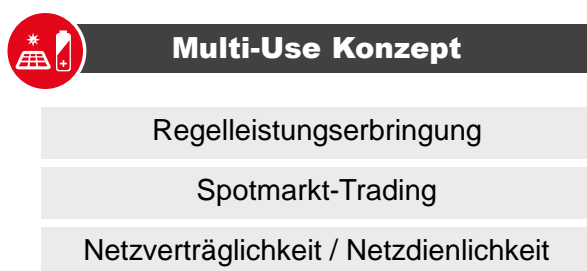 Multi-Use Konzept
Regelleistungserbringung
Spotmarkt-Trading
Netzverträglichkeit / Netzdienlichkeit